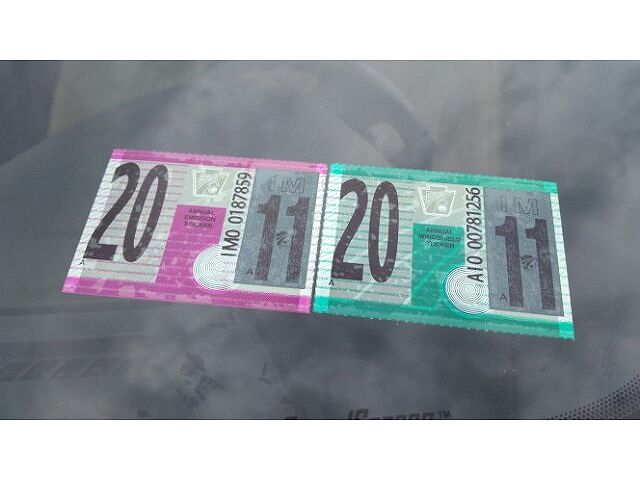 20
ANNUAL
EMISSION
STICKER
IM0 0187859
I M
11
A
20
ANNUAL
WINDSHIELD
STICKER
AI0 00781256
I M
11
A
A